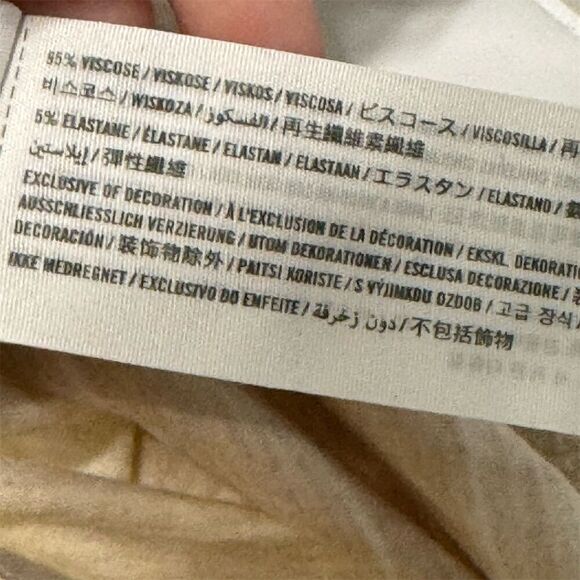 95% VISCOSE / VISKOSE / VISKOS / VISCOSA / ビスコース / VISCOSILLA / 再
비스코스 / WISKOZA / الفسكوز / 再生纖維素纖維
5% ELASTANE / ÉLASTANE / ELASTAN / ELASTAAN / エラスタン / ELASTANO /
إيلاستين / 彈性纖維
EXCLUSIVE OF DECORATION / À L'EXCLUSION DE LA DÉCORATION / EKSKL. DEKORATI
AUSSCHLIESSLICH VERZIERUNG / UTOM DEKORATIONEN / ESCLUSA DECORAZIONE /
DECORACIÓN / 装饰物除外 / PAITSI KORISTE / S VÝJIMKOU OZDOB / 고급 장식 /
IKKE MEDREGNET / EXCLUSIVO DO ENFEITE / دون زخرفة / 不包括飾物